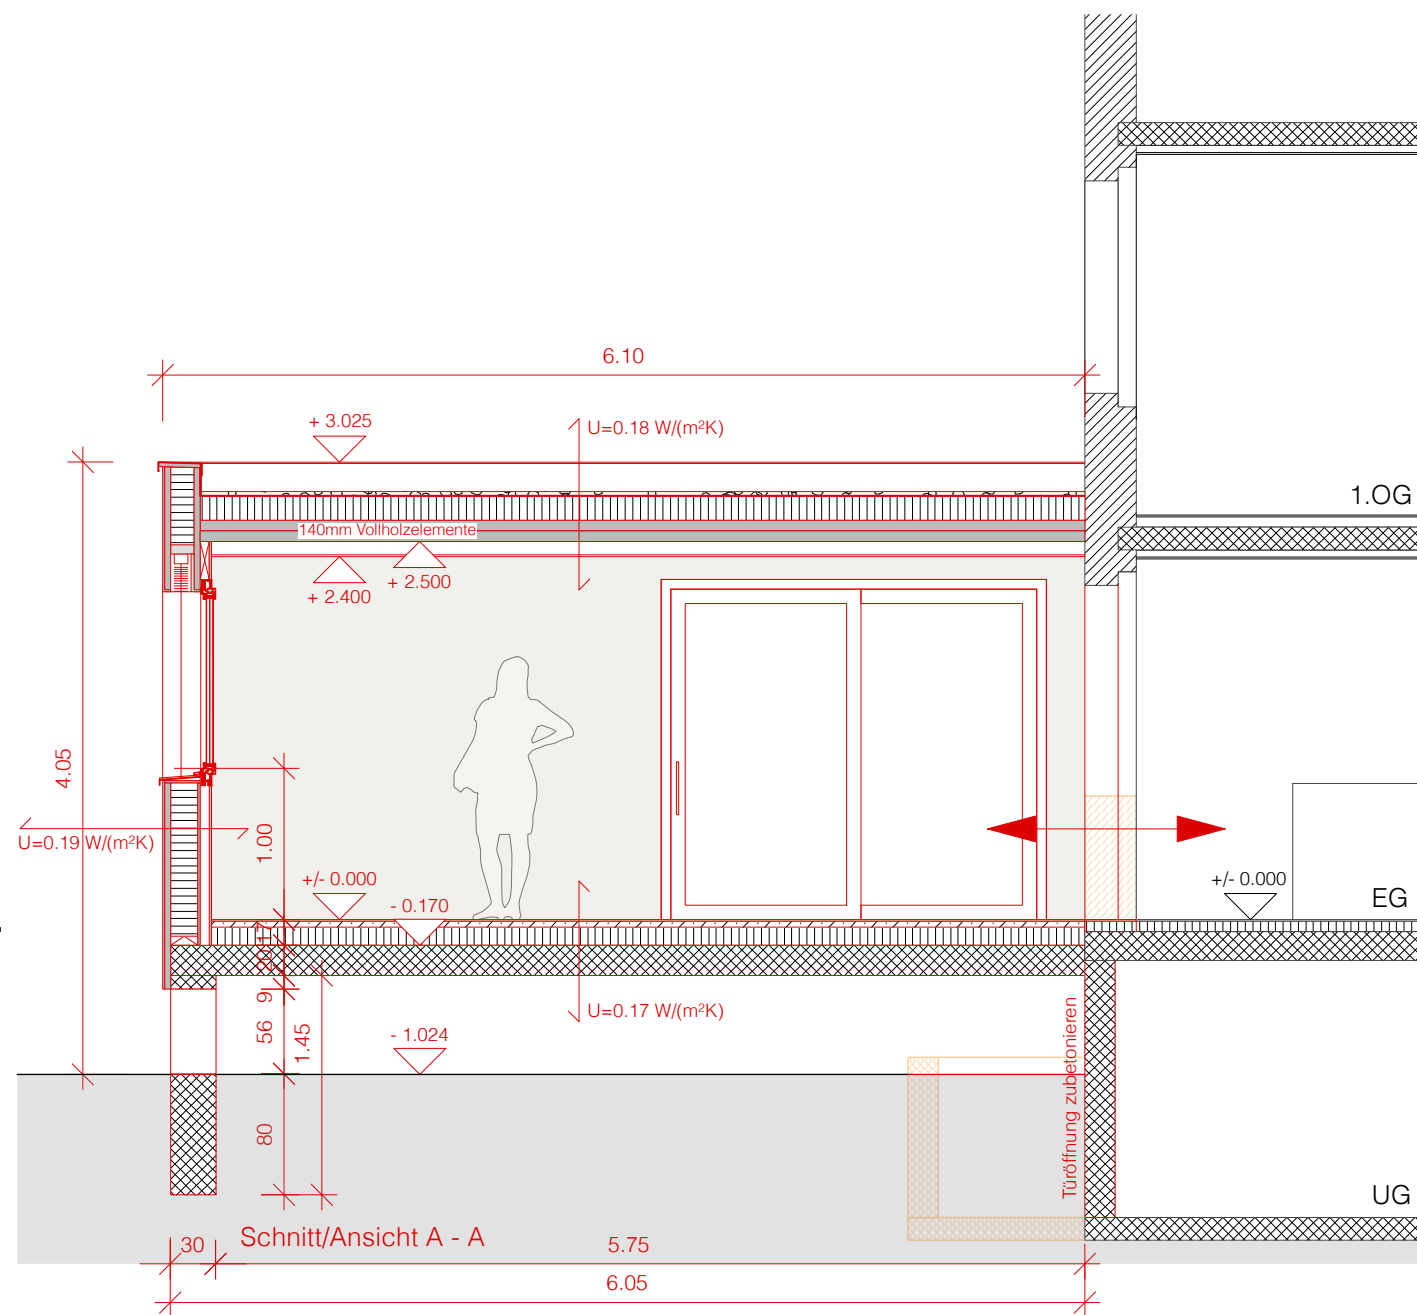 6.10
+ 3.025
U=0.18 W/(m²K)
1.OG
140mm Vollholzelemente
+ 2.500
+ 2.400
4.05
1.00
U=0.19 W/(m²K)
+/- 0.000
- 0.170
+/- 0.000
EG
17
20
9
56
1.45
U=0.17 W/(m²K)
- 1.024
Türöffnung zubetonieren
80
UG
30
Schnitt/Ansicht A - A
5.75
6.05